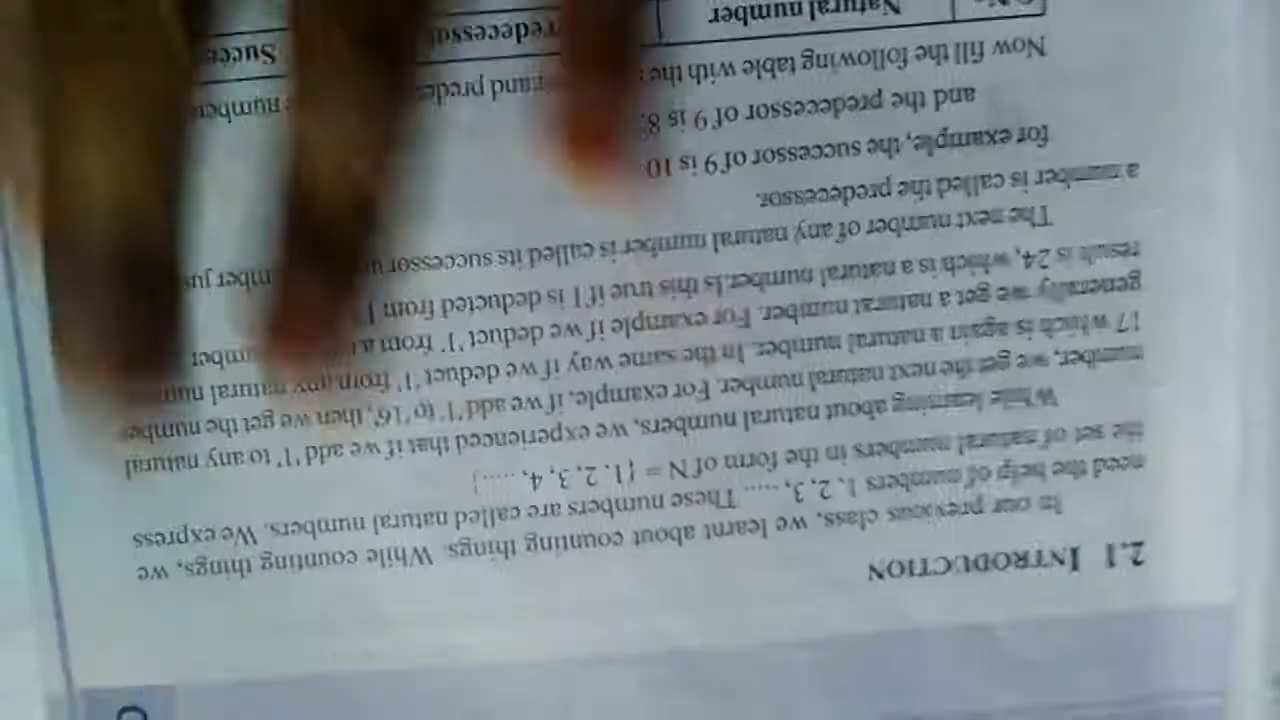 2.1 INTRODUCTION
In our previous class, we learnt about counting things. While counting things, we
need the help of numbers 1, 2, 3, ..... These numbers are called natural numbers. We express
the set of natural numbers in the form of N = {1, 2, 3, 4, .....}
While learning about natural numbers, we experienced that if we add '1' to any natural
number, we get the next natural number. For example, if we add '1' to '16', then we get the number
17 which is again a natural number. In the same way if we deduct '1' from any natural
generally we get a natural number. For example if we deduct '1' from a
result is 24, which is a natural number. Is this true if 1 is deducted from 1
The next number of any natural number is called its successor
a number is called the predecessor.
for example, the successor of 9 is 10
and the predecessor of 9 is 8.
Now fill the following table with the and
Natural number